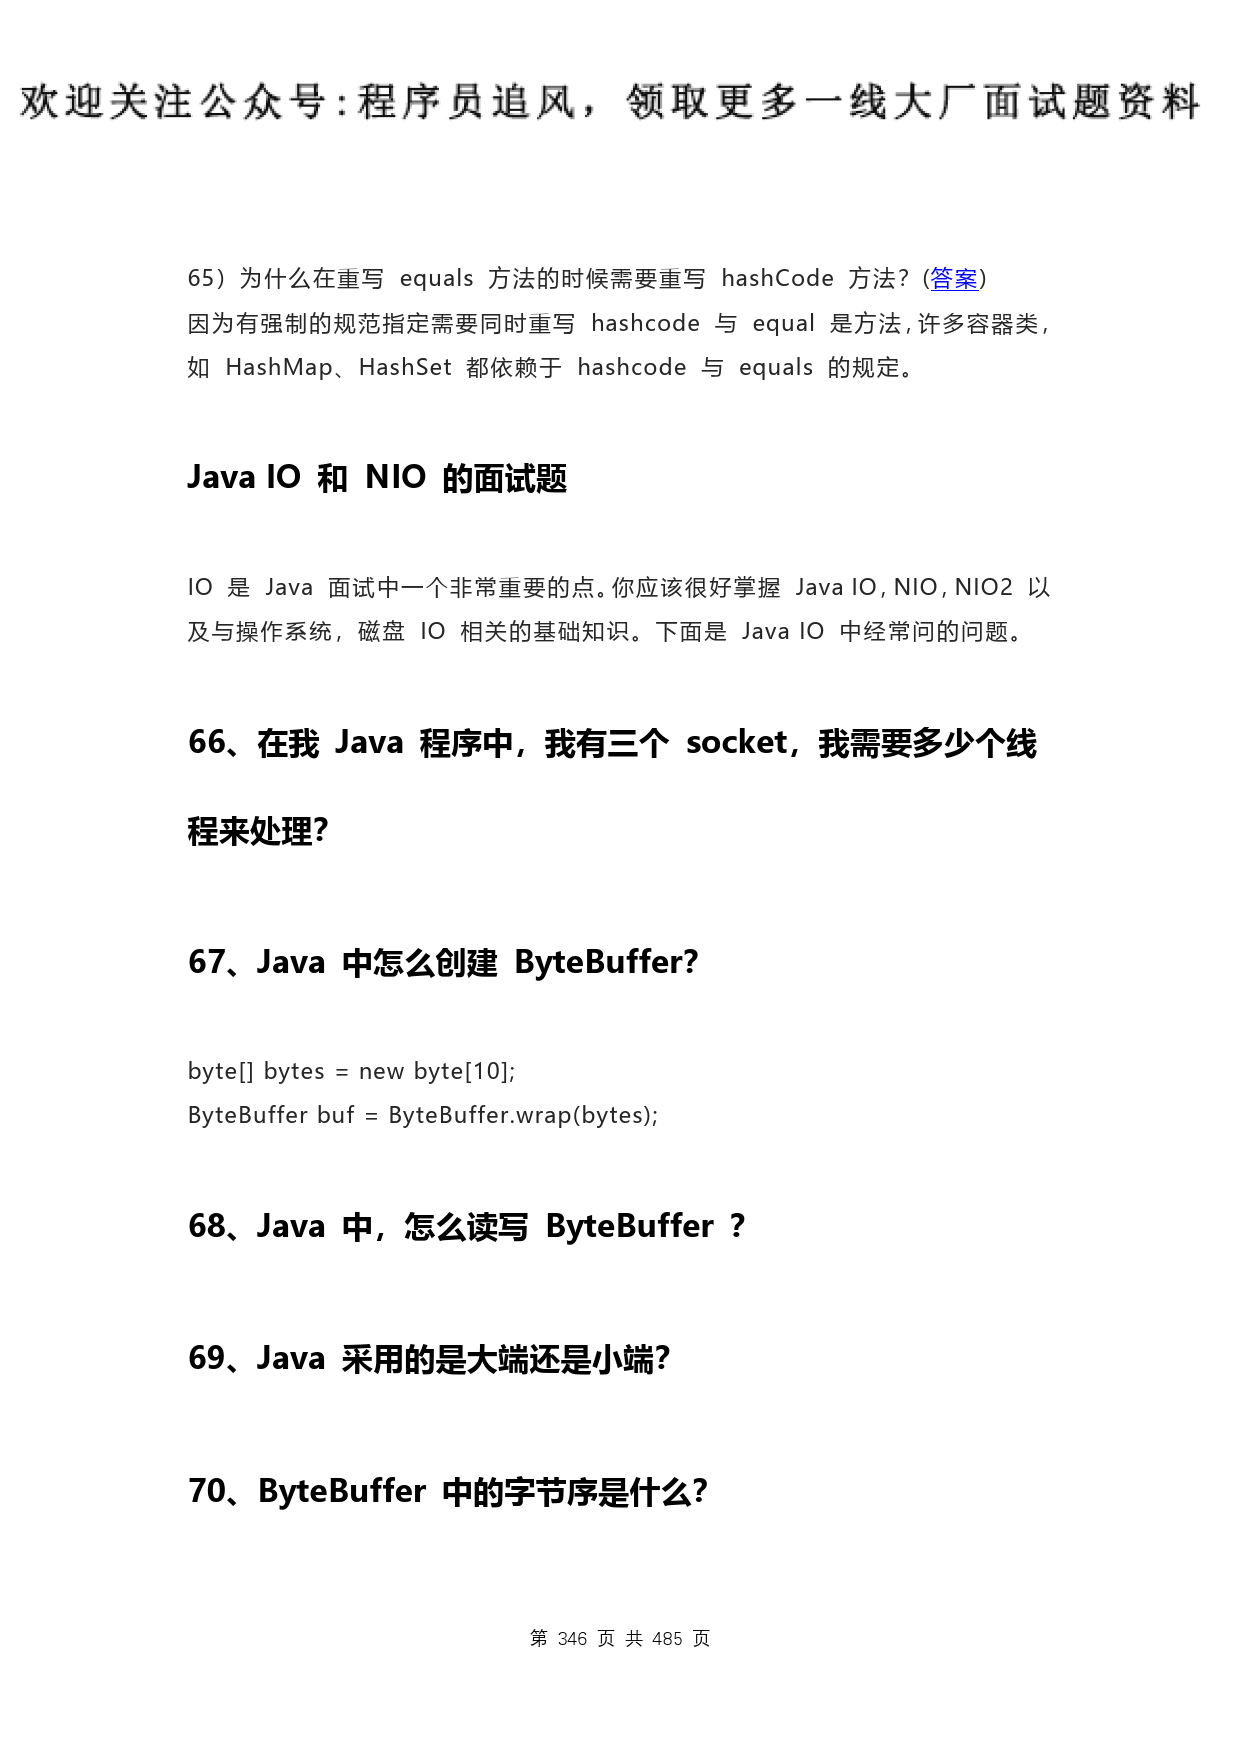 欢迎关注公众号:程序员追风，领取更多一线大厂面试题资料
65）为什么在重写 equals 方法的时候需要重写 hashCode 方法？(答案)
因为有强制的规范指定需要同时重写 hashcode 与 equal 是方法，许多容器类，
如 HashMap、HashSet 都依赖于 hashcode 与 equals 的规定。
Java IO 和 NIO 的面试题
IO 是 Java 面试中一个非常重要的点。你应该很好掌握 Java IO，NIO，NIO2 以
及与操作系统，磁盘 IO 相关的基础知识。下面是 Java IO 中经常问的问题。
66、在我 Java 程序中，我有三个 socket，我需要多少个线
程来处理？
67、Java 中怎么创建 ByteBuffer？
byte[] bytes = new byte[10];
ByteBuffer buf = ByteBuffer.wrap(bytes);
68、Java 中，怎么读写 ByteBuffer ？
69、Java 采用的是大端还是小端？
70、ByteBuffer 中的字节序是什么？
第 346 页 共 485 页